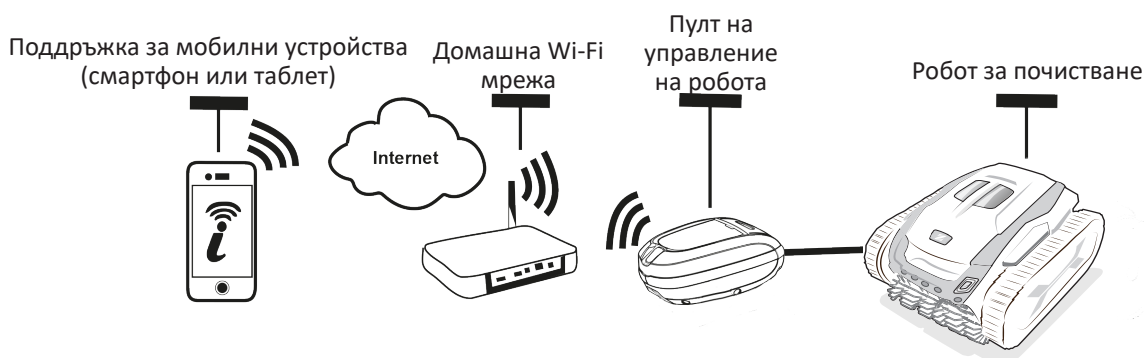 Поддръжка за мобилни устройства
(смартфон или таблет)
Домашна Wi-Fi
мрежа
Пулт на
управление
на робота
Робот за почистване
Internet
i